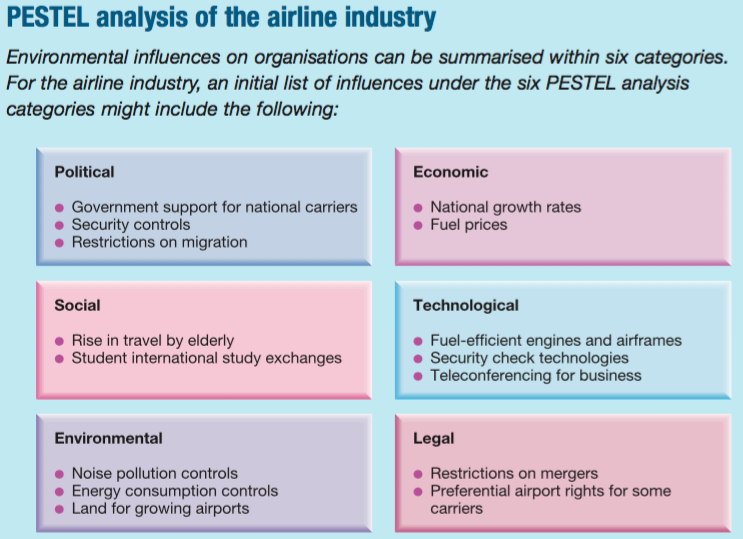 PESTEL analysis of the airline industry
Environmental influences on organisations can be summarised within six categories.
For the airline industry, an initial list of influences under the six PESTEL analysis
categories might include the following:
Political
● Government support for national carriers
● Security controls
● Restrictions on migration
Economic
● National growth rates
● Fuel prices
Social
● Rise in travel by elderly
● Student international study exchanges
Technological
● Fuel-efficient engines and airframes
● Security check technologies
● Teleconferencing for business
Environmental
● Noise pollution controls
● Energy consumption controls
● Land for growing airports
Legal
● Restrictions on mergers
● Preferential airport rights for some
carriers